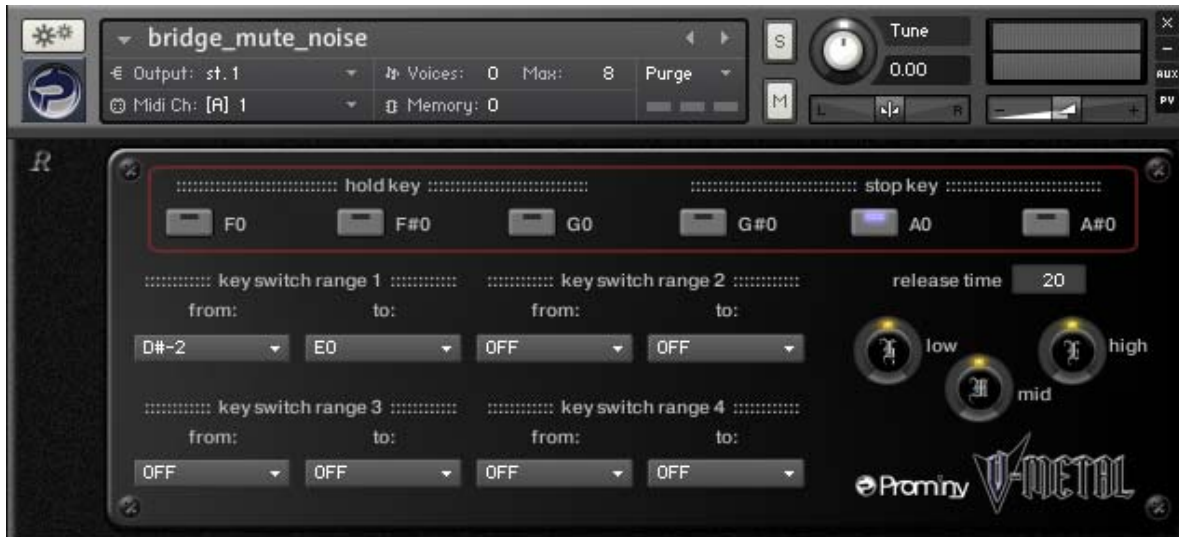 bridge_mute_noise
Output: st.1
Voices: 0 Max: 8 Purge
Midi Ch: [A] 1
Memory: 0
S
M
Tune
0.00
L R
- +
×
-
AUX
PV
R
hold key
stop key
F0 F#0 G0 G#0 A0 A#0
key switch range 1
key switch range 2
release time 20
from: to: from: to:
D#-2 E0 OFF OFF
low
mid
high
key switch range 3
key switch range 4
from: to: from: to:
OFF OFF OFF OFF
Prominy V-METAL